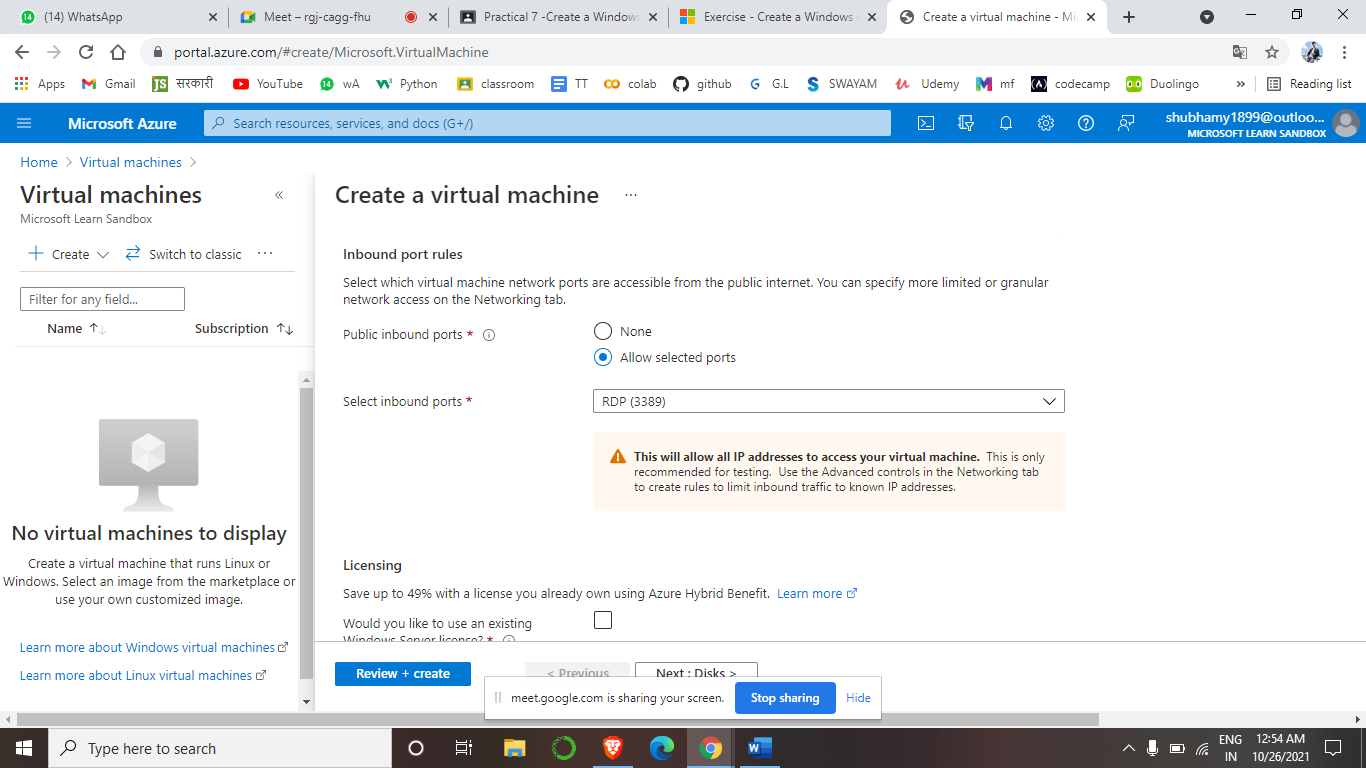 (14) WhatsApp
Meet – rgj-cagg-fhu
Practical 7 -Create a Windows
Exercise - Create a Windows
Create a virtual machine - Mi
portal.azure.com/#create/Microsoft.VirtualMachine
Apps
Gmail
सरकारी
YouTube
wA
Python
classroom
TT
colab
github
G.L
SWAYAM
Udemy
mf
codecamp
Duolingo
»
Reading list
Microsoft Azure
Search resources, services, and docs (G+/)
shubhamy1899@outloo...
MICROSOFT LEARN SANDBOX
Home > Virtual machines >
Virtual machines
Microsoft Learn Sandbox
Create
Switch to classic
Filter for any field...
Name
Subscription
No virtual machines to display
Create a virtual machine that runs Linux or
Windows. Select an image from the marketplace or
use your own customized image.
Learn more about Windows virtual machines
Learn more about Linux virtual machines
Create a virtual machine
Inbound port rules
Select which virtual machine network ports are accessible from the public internet. You can specify more limited or granular
network access on the Networking tab.
Public inbound ports *
None
Allow selected ports
Select inbound ports *
RDP (3389)
This will allow all IP addresses to access your virtual machine. This is only
recommended for testing. Use the Advanced controls in the Networking tab
to create rules to limit inbound traffic to known IP addresses.
Licensing
Save up to 49% with a license you already own using Azure Hybrid Benefit. Learn more
Would you like to use an existing
Windows Server license? *
Review + create
< Previous
Next : Disks >
meet.google.com is sharing your screen.
Stop sharing
Hide
Type here to search
ENG
IN
12:54 AM
10/26/2021